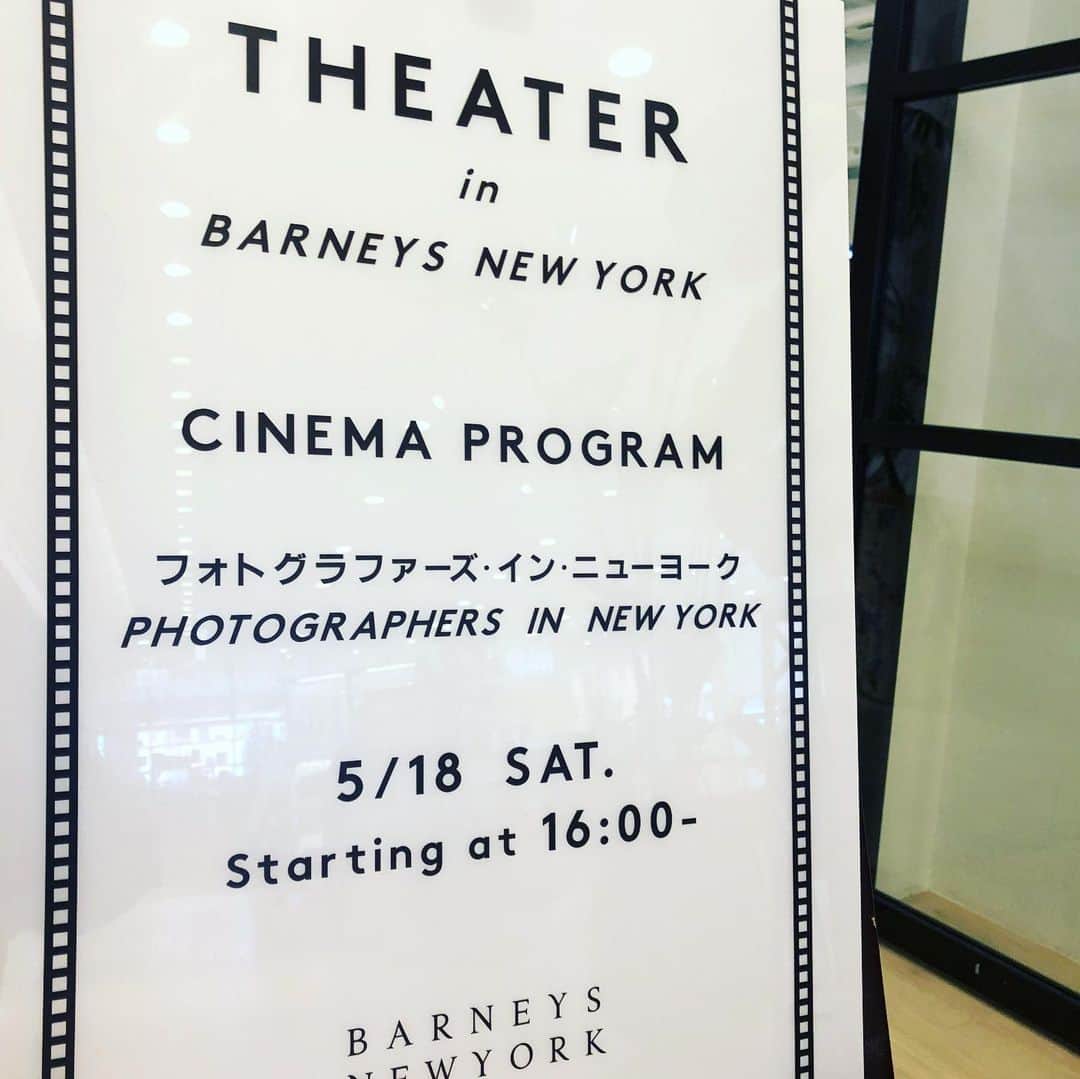 THEATER
in
BARNEYS NEW YORK
CINEMA PROGRAM
フォトグラファーズ・イン・ニューヨーク
PHOTOGRAPHERS IN NEW YORK
5/18 SAT.
Starting at 16:00-
BARNEYS
NEWYORK